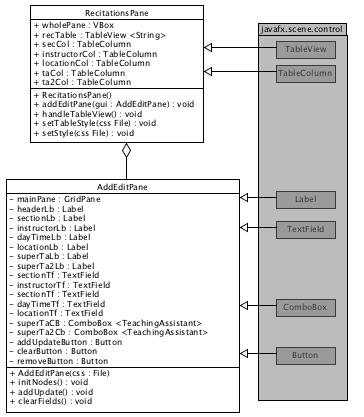 RecitationsPane
+ wholePane : VBox
+ recTable : TableView <String>
+ secCol : TableColumn
+ instructorCol : TableColumn
+ locationCol : TableColumn
+ taCol : TableColumn
+ ta2Col : TableColumn
+ RecitationsPane()
+ addEditPane(gui : AddEditPane) : void
+ handleTableView() : void
+ setTableStyle(css File) : void
+ setStyle(css File) : void
javafx.scene.control
TableView
TableColumn
Label
TextField
ComboBox
Button
AddEditPane
- mainPane : GridPane
- headerLb : Label
- sectionLb : Label
- instructorLb : Label
- dayTimeLb : Label
- locationLb : Label
- superTaLb : Label
- superTa2Lb : Label
- sectionTf : TextField
- instructorTf : TextField
- sectionTf : TextField
- dayTimeTf : TextField
- locationTf : TextField
- superTaCB : ComboBox <TeachingAssistant>
- superTa2Cb : ComboBox <TeachingAssistant>
- addUpdateButton : Button
- clearButton : Button
- removeButton : Button
+ AddEditPane(css : File)
+ initNodes() : void
+ addUpdate() : void
+ clearFields() : void